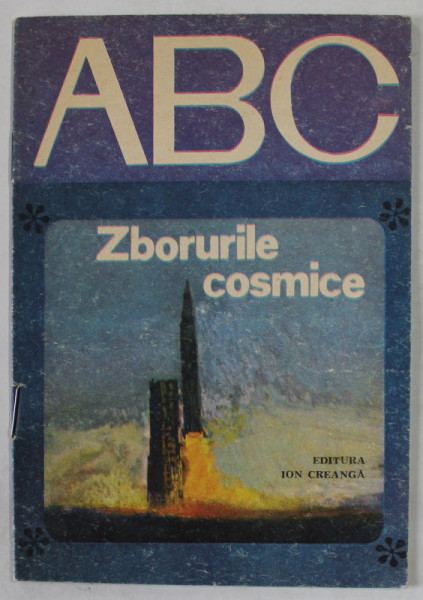 ABC
Zborurile
cosmice
EDITURA
ION CREANGĂ